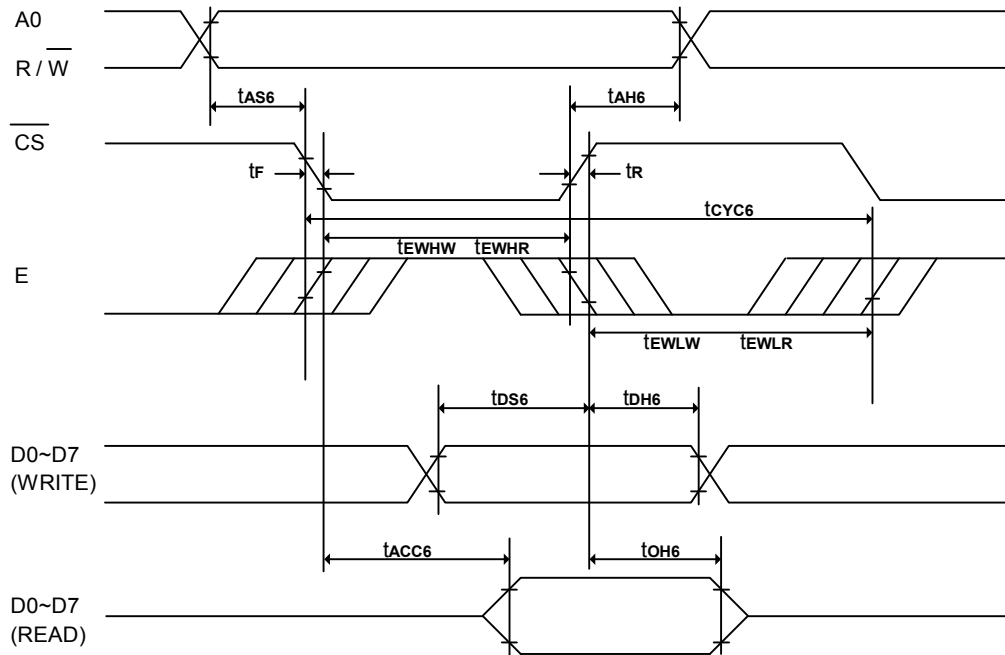 A0
R / W
tAS6 tAH6
CS
tF tR
tCYC6
tEWHW tEWHR
E
tEWLW tEWLR
tDS6 tDH6
D0~D7
(WRITE)
tACC6 tOH6
D0~D7
(READ)